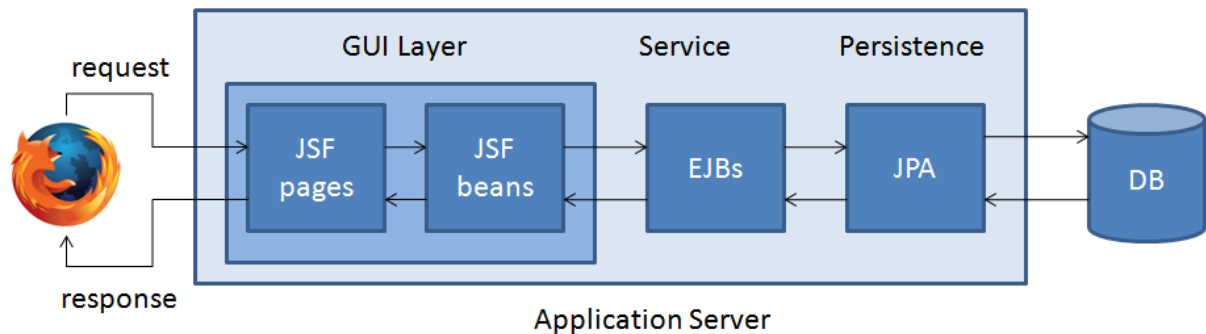 GUI Layer
Service
Persistence
request
JSF
pages
JSF
beans
EJBs
JPA
DB
response
Application Server